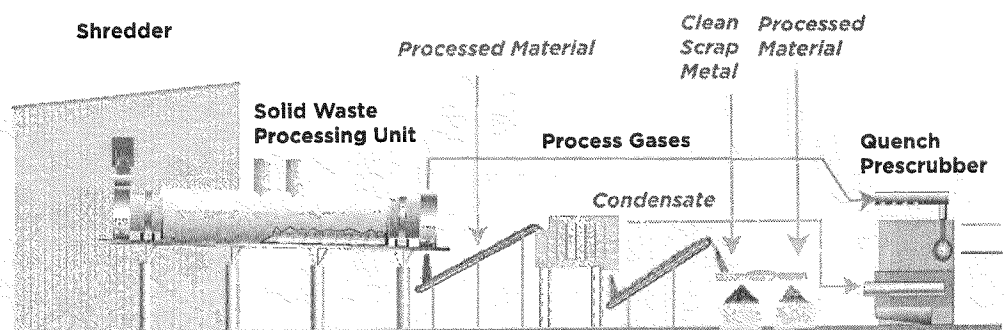 Shredder
Processed Material
Clean
Scrap
Metal
Processed
Material
Solid Waste
Processing Unit
Process Gases
Quench
Prescrubber
Condensate